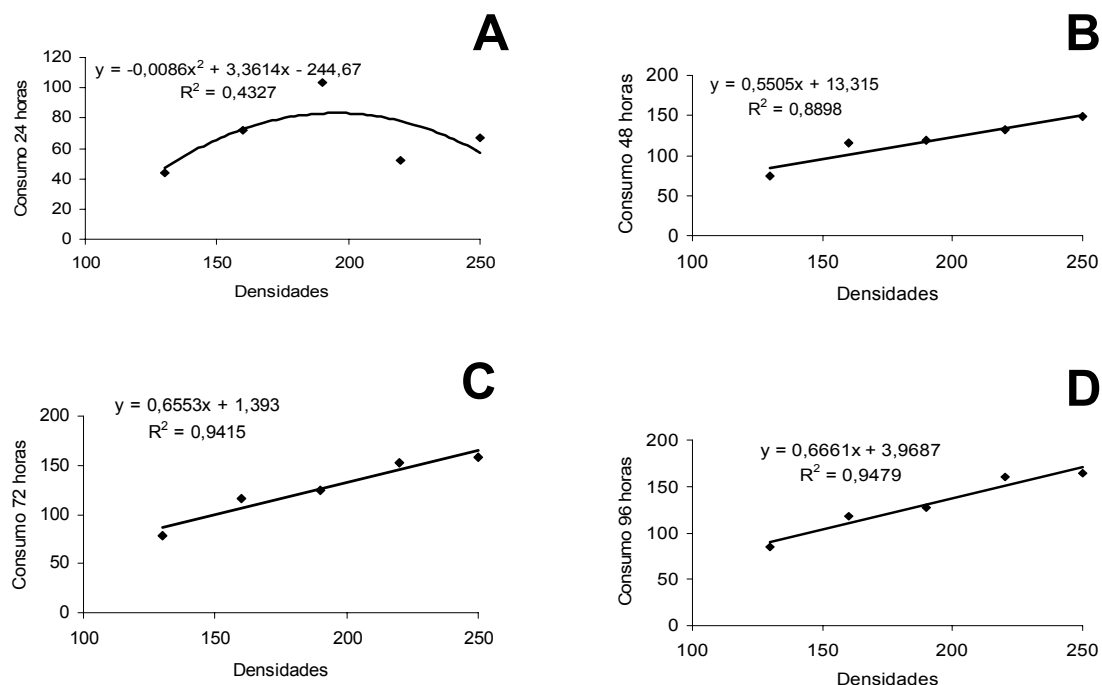 A
y = -0,0086x² + 3,3614x - 244,67
R² = 0,4327
Consumo 24 horas
120
100
80
60
40
20
0
100 150 200 250
Densidades
B
y = 0,5505x + 13,315
R² = 0,8898
Consumo 48 horas
200
150
100
50
0
100 150 200 250
Densidades
C
y = 0,6553x + 1,393
R² = 0,9415
Consumo 72 horas
200
150
100
50
0
100 150 200 250
Densidades
D
y = 0,6661x + 3,9687
R² = 0,9479
Consumo 96 horas
200
150
100
50
0
100 150 200 250
Densidades